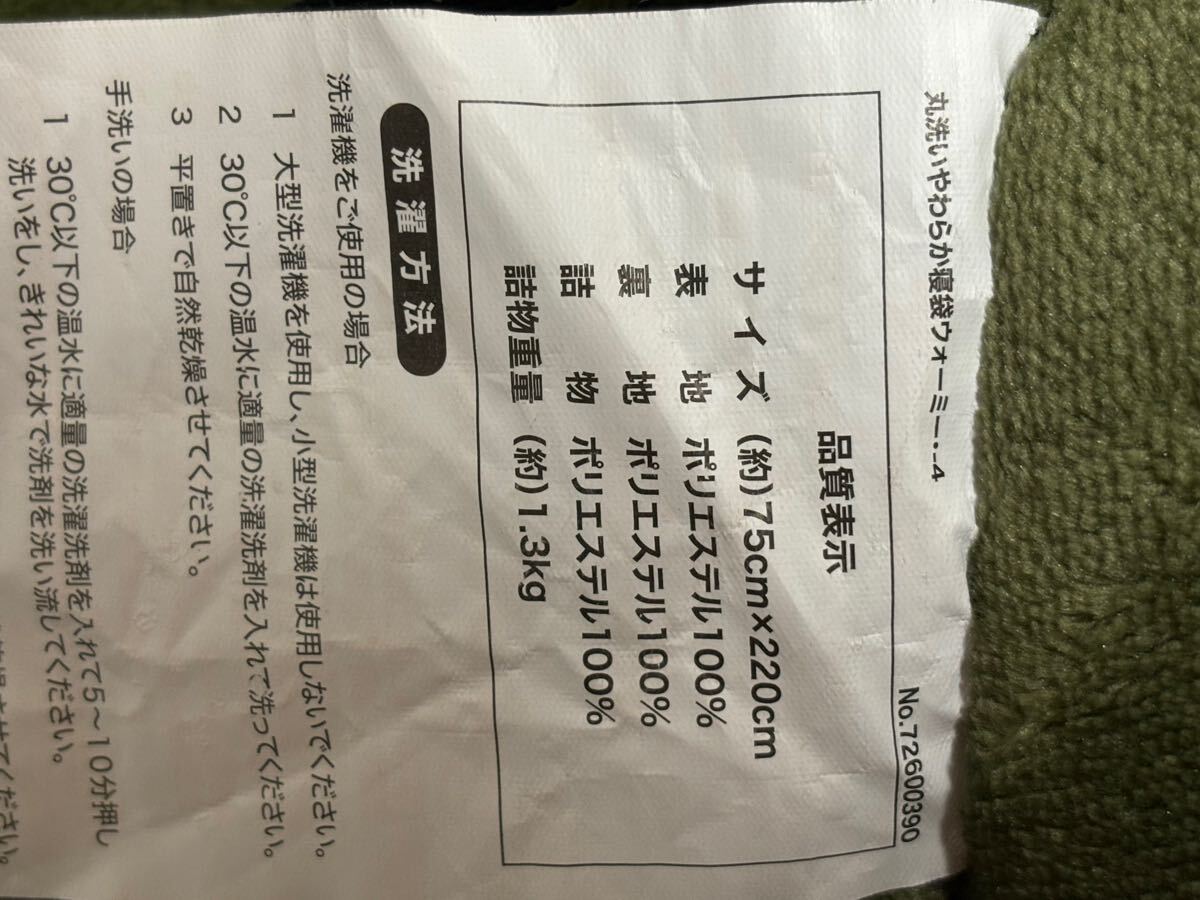 丸洗いやわらか寝袋ウォーミー・-4
No.72600390
品質表示
サイズ (約)75cm×220cm
表地 ポリエステル100%
裏地 ポリエステル100%
詰物 ポリエステル100%
詰物重量 (約)1.3kg
洗濯方法
洗濯機をご使用の場合
1 大型洗濯機を使用し、小型洗濯機は使用しないでください。
2 30℃以下の温水に適量の洗濯洗剤を入れて洗ってください。
3 平置きで自然乾燥させてください。
手洗いの場合
1 30℃以下の温水に適量の洗濯洗剤を入れて5〜10分押し
洗いをし、きれいな水で洗剤を洗い流してください。
させてください。